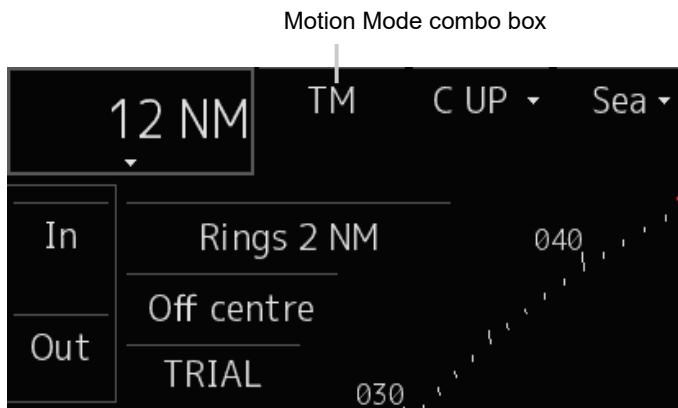 Motion Mode combo box
12 NM
TM
C UP
Sea
In
Rings 2 NM
040
Off centre
Out
TRIAL
030